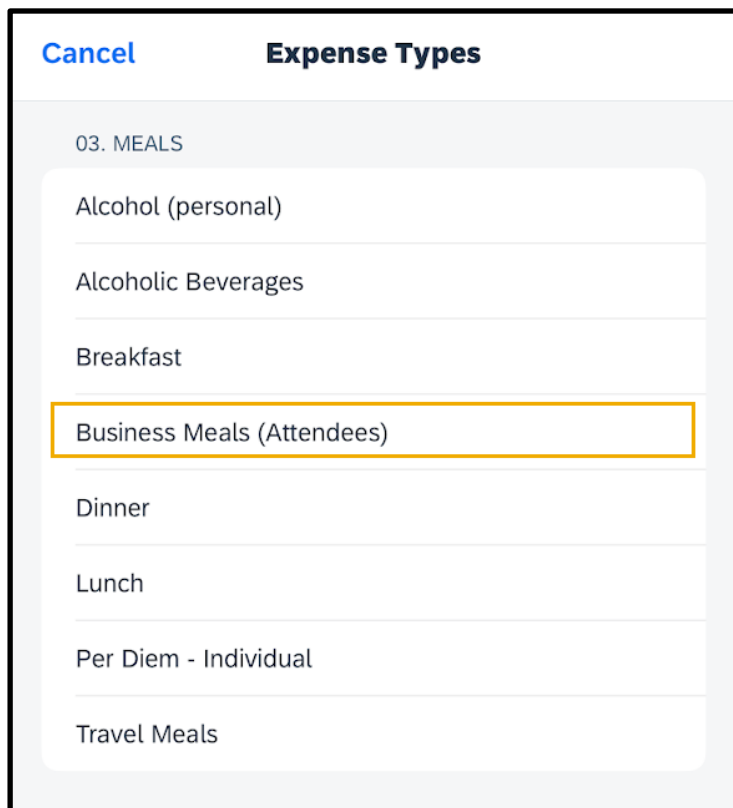 Cancel Expense Types
03. MEALS
Alcohol (personal)
Alcoholic Beverages
Breakfast
Business Meals (Attendees)
Dinner
Lunch
Per Diem - Individual
Travel Meals